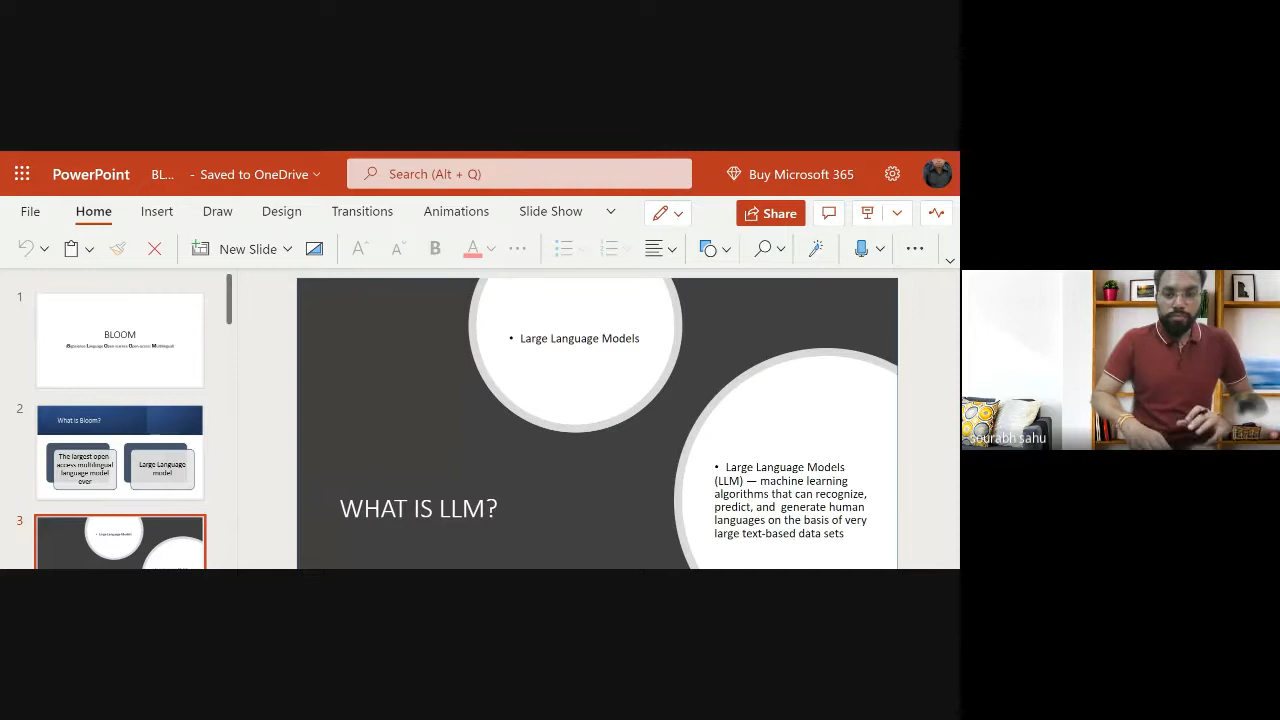 PowerPoint BL... - Saved to OneDrive Search (Alt + Q) Buy Microsoft 365
File Home Insert Draw Design Transitions Animations Slide Show Share
New Slide A A B A ...
1
BLOOM
2
What is Bloom?
The largest open
access multilingual
language model
ever
Large Language
model
3
• Large Language Models
• Large Language Models
WHAT IS LLM?
• Large Language Models
(LLM) — machine learning
algorithms that can recognize,
predict, and generate human
languages on the basis of very
large text-based data sets
sourabh sahu